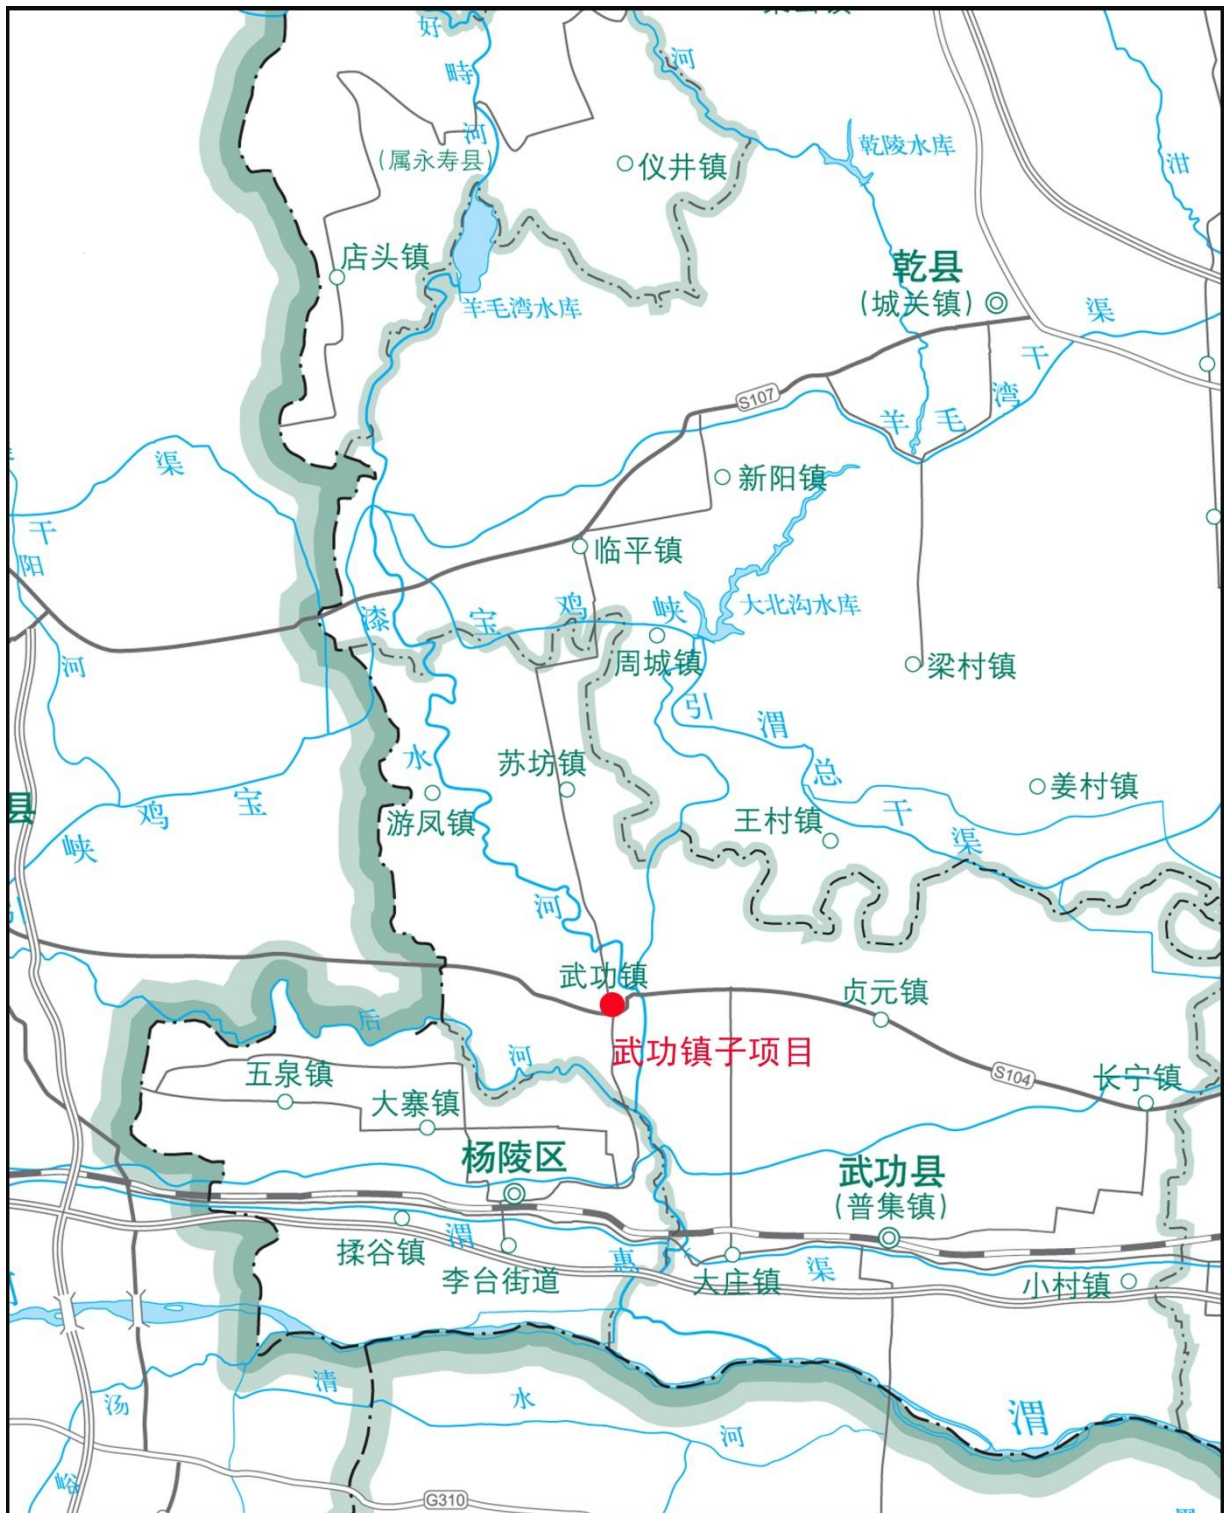 好
畤
河
河
(属永寿县)
仪井镇
乾陵水库
泔
店头镇
羊毛湾水库
乾县
(城关镇)
渠
干
湾
毛
羊
S107
渠
干
阳
新阳镇
临平镇
漆
宝
鸡
峡
大北沟水库
周城镇
梁村镇
河
引
渭
总
干
渠
水
苏坊镇
姜村镇
县
宝
鸡
峡
游凤镇
王村镇
河
武功镇
贞元镇
后
河
武功镇子项目
五泉镇
大寨镇
S104
长宁镇
杨陵区
武功县
(普集镇)
揉谷镇
渭
惠
渠
李台街道
大庄镇
小村镇
汤
峪
清
水
河
渭
G310